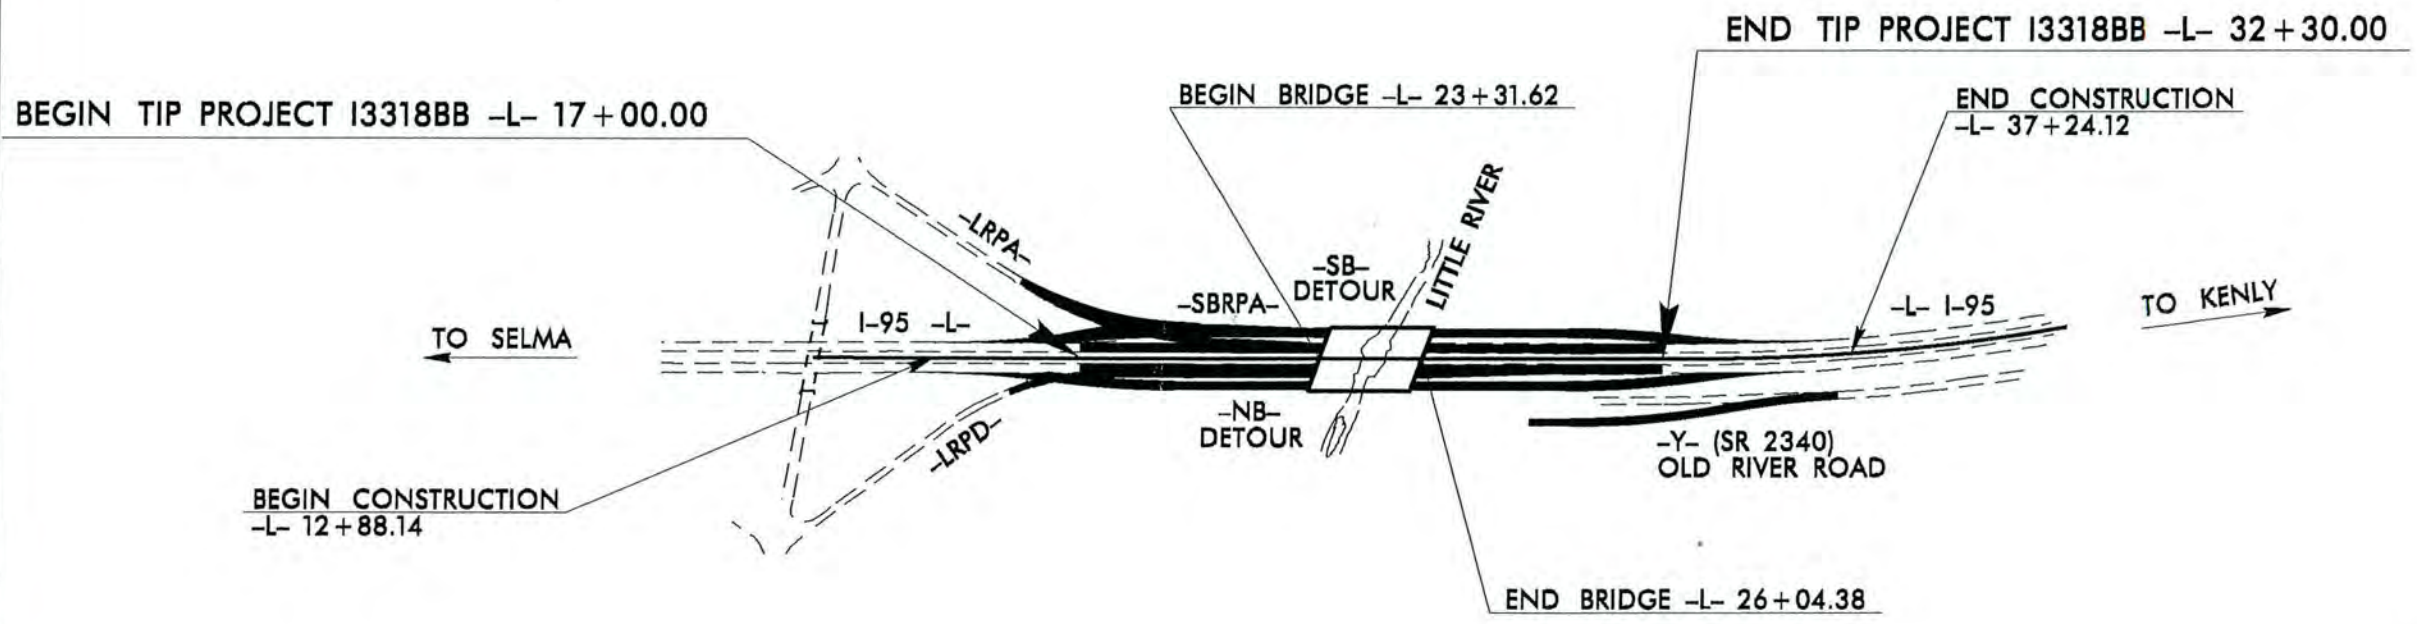 END TIP PROJECT I3318BB –L– 32+30.00
BEGIN BRIDGE –L– 23+31.62
END CONSTRUCTION
–L– 37+24.12
BEGIN TIP PROJECT I3318BB –L– 17+00.00
–LRPA–
LITTLE RIVER
–SB–
DETOUR
–SBRPA–
I–95 –L–
–L– I–95
TO KENLY
TO SELMA
–NB–
DETOUR
–LRPD–
–Y– (SR 2340)
OLD RIVER ROAD
BEGIN CONSTRUCTION
–L– 12+88.14
END BRIDGE –L– 26+04.38